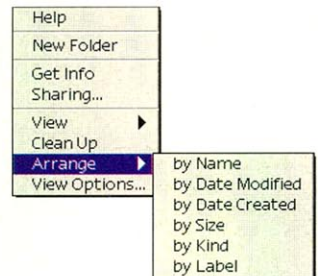 Help
New Folder
Get Info
Sharing...
View
Clean Up
Arrange
View Options...
by Name
by Date Modified
by Date Created
by Size
by Kind
by Label